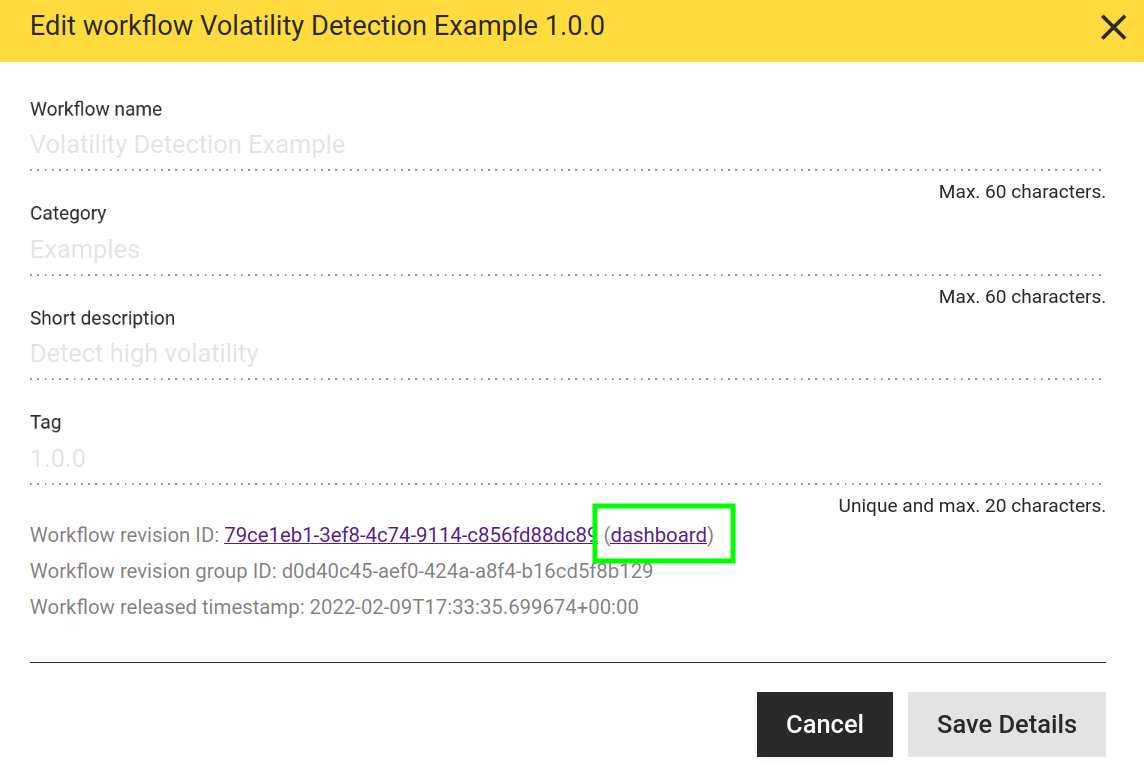 Edit workflow Volatility Detection Example 1.0.0
Workflow name
Volatility Detection Example
Max. 60 characters.
Category
Examples
Max. 60 characters.
Short description
Detect high volatility
Tag
1.0.0
Unique and max. 20 characters.
Workflow revision ID: 79ce1eb1-3ef8-4c74-9114-c856fd88dc89 (dashboard)
Workflow revision group ID: d0d40c45-aef0-424a-a8f4-b16cd5f8b129
Workflow released timestamp: 2022-02-09T17:33:35.699674+00:00
Cancel
Save Details